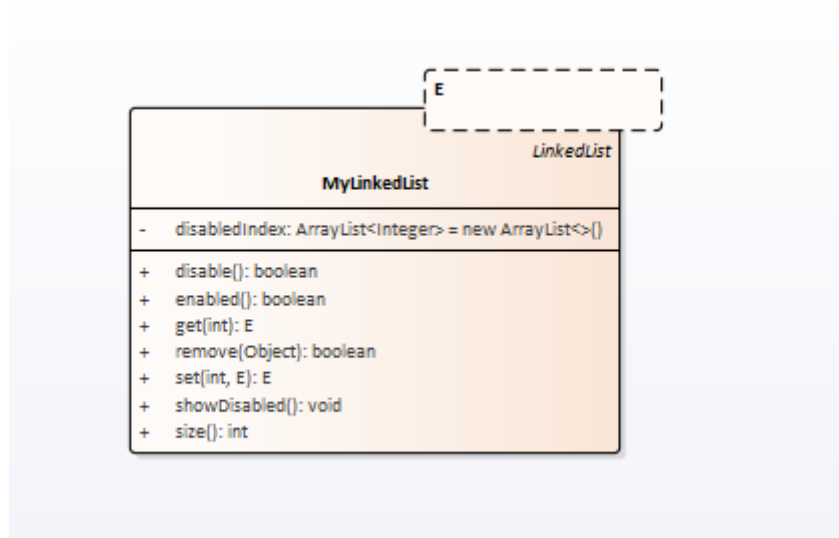 E
LinkedList
MyLinkedList
- disabledIndex: ArrayList<Integer> = new ArrayList<>()
+ disable(): boolean
+ enabled(): boolean
+ get(int): E
+ remove(Object): boolean
+ set(int, E): E
+ showDisabled(): void
+ size(): int